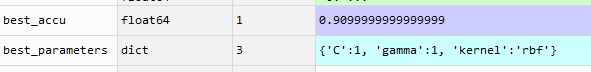 best_accu float64 1 0.9099999999999999
best_parameters dict 3 {'C':1, 'gamma':1, 'kernel':'rbf'}